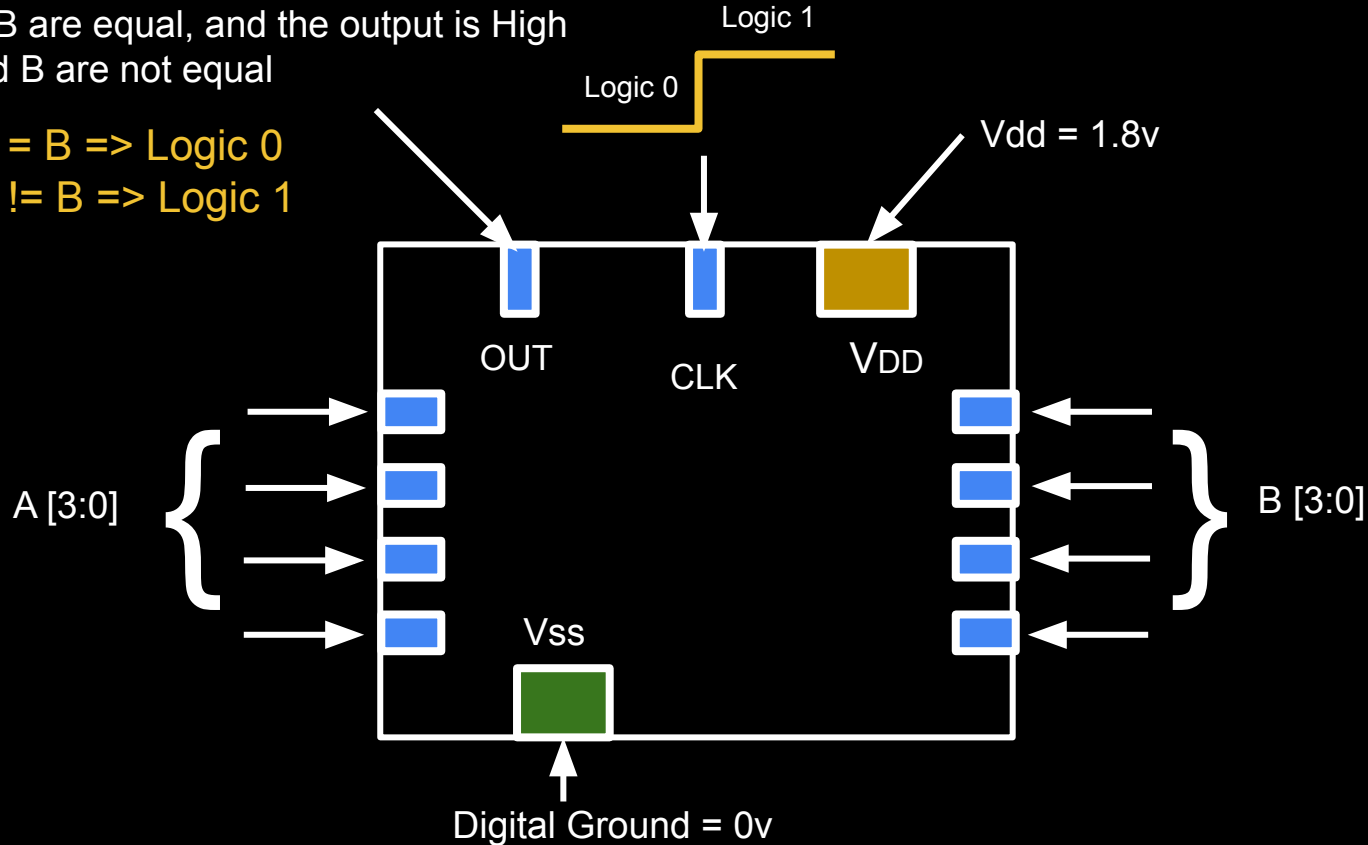 B are equal, and the output is High
B are not equal
= B => Logic 0
!= B => Logic 1
Logic 1
Logic 0
Vdd = 1.8v
OUT
CLK
VDD
A [3:0]
B [3:0]
Vss
Digital Ground = 0v